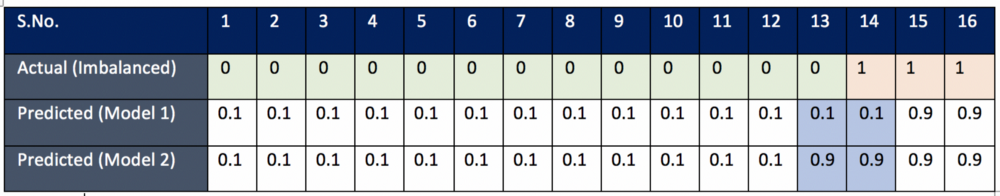 S.No. 1 2 3 4 5 6 7 8 9 10 11 12 13 14 15 16
Actual (Imbalanced) 0 0 0 0 0 0 0 0 0 0 0 0 0 1 1 1
Predicted (Model 1) 0.1 0.1 0.1 0.1 0.1 0.1 0.1 0.1 0.1 0.1 0.1 0.1 0.1 0.1 0.9 0.9
Predicted (Model 2) 0.1 0.1 0.1 0.1 0.1 0.1 0.1 0.1 0.1 0.1 0.1 0.1 0.9 0.9 0.9 0.9